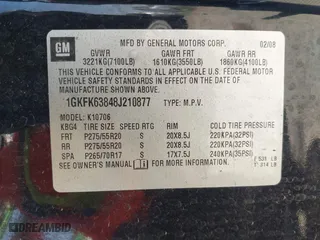 GM
MFD BY GENERAL MOTORS CORP. 02/08
GVWR GAWR FRT GAWR RR
3221KG(7100LB) 1610KG(3550LB) 1860KG(4100LB)
THIS VEHICLE CONFORMS TO ALL APPLICABLE U.S. FEDERAL MOTOR
VEHICLE SAFETY AND THEFT PREVENTION STANDARDS IN
EFFECT ON THE DATE OF MANUFACTURE SHOWN ABOVE.
1GKFK63848J210877 TYPE: M.P.V.
MODEL: K10706
KBG4 TIRE SIZE SPEED RTG RIM COLD TIRE PRESSURE
FRT P275/55R20 S 20X8.5J 220KPA(32PSI)
RR P275/55R20 S 20X8.5J 220KPA(32PSI)
SPA P265/70R17 S 17X7.5J 240KPA(35PSI)
SEE OWNER'S MANUAL FOR MORE INFORMATION.